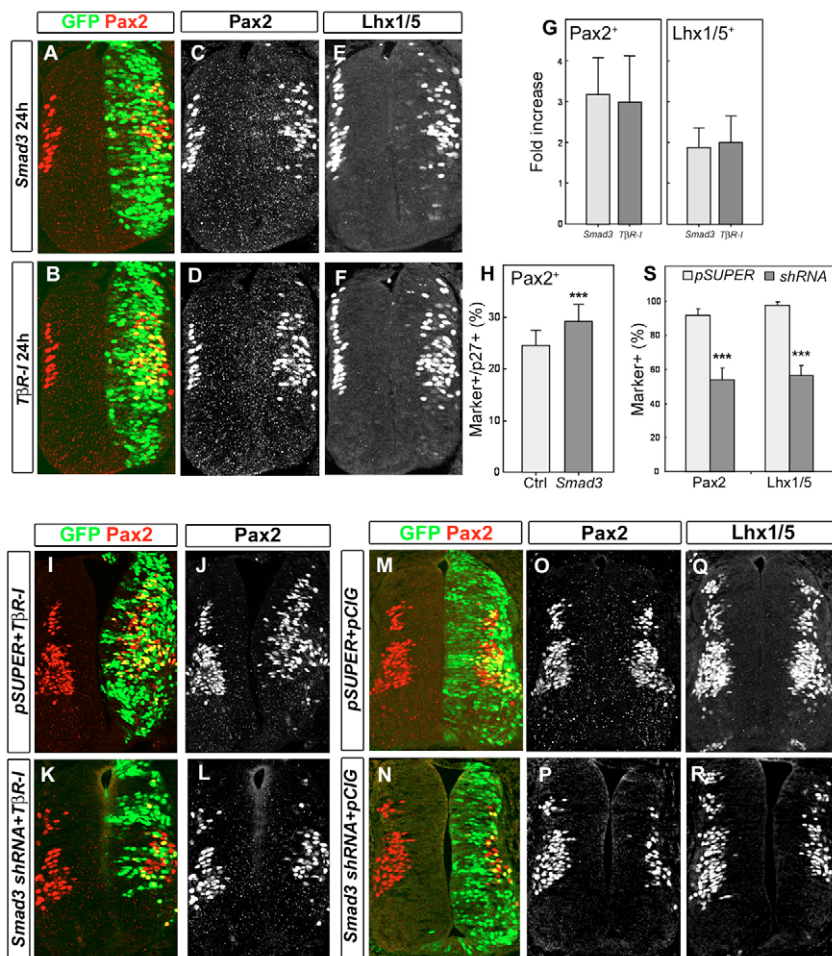 GFP Pax2
Pax2
Lhx1/5
Smad3 24h
A
C
E
TβR-I 24h
B
D
F
G
Pax2+
Lhx1/5+
Fold increase
4
3
2
1
0
Smad3 TβR-I
Smad3 TβR-I
H
Pax2+
***
Marker+/p27+ (%)
30
20
10
0
Ctrl Smad3
S
pSUPER shRNA
Marker+ (%)
100
80
60
40
20
0
***
***
Pax2 Lhx1/5
GFP Pax2
Pax2
pSUPER+TβR-I
I
J
Smad3 shRNA+TβR-I
K
L
GFP Pax2
Pax2
Lhx1/5
pSUPER+pCIG
M
O
Q
Smad3 shRNA+pCIG
N
P
R